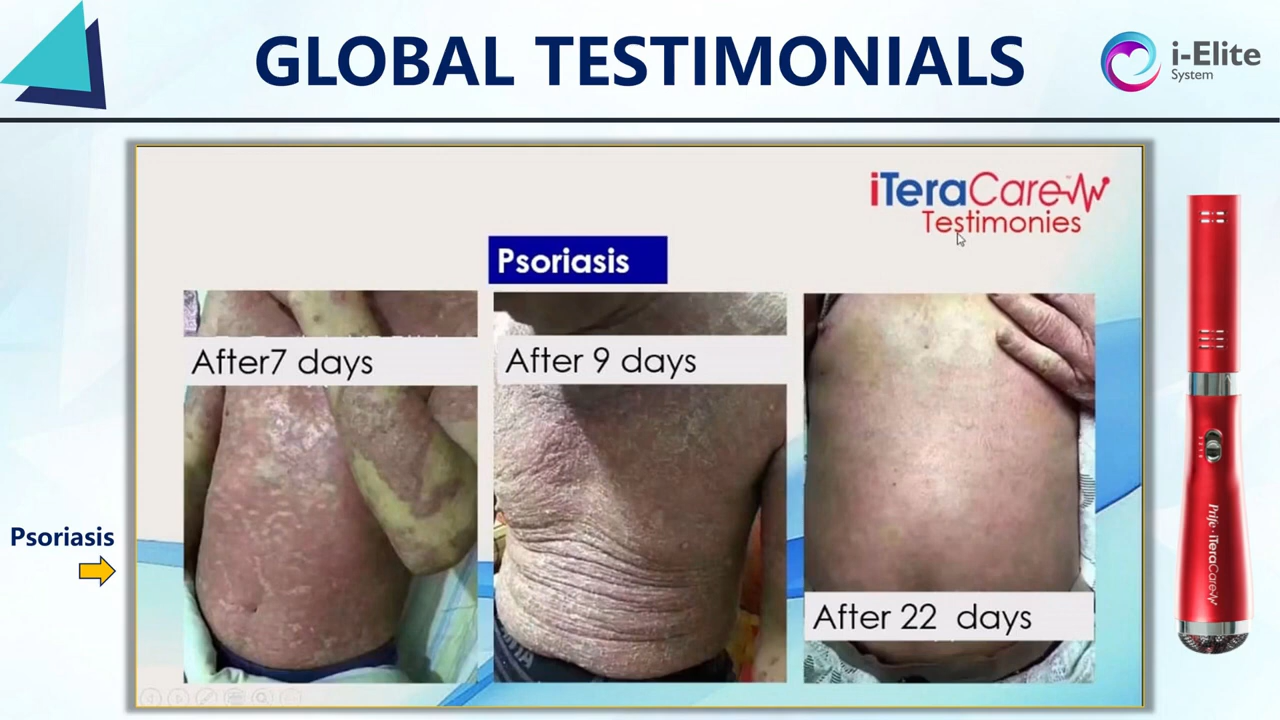 GLOBAL TESTIMONIALS
i-Elite
System
iTeraCare
Testimonies
Psoriasis
After7 days
After 9 days
After 22 days
Psoriasis
Prife iTeraCare